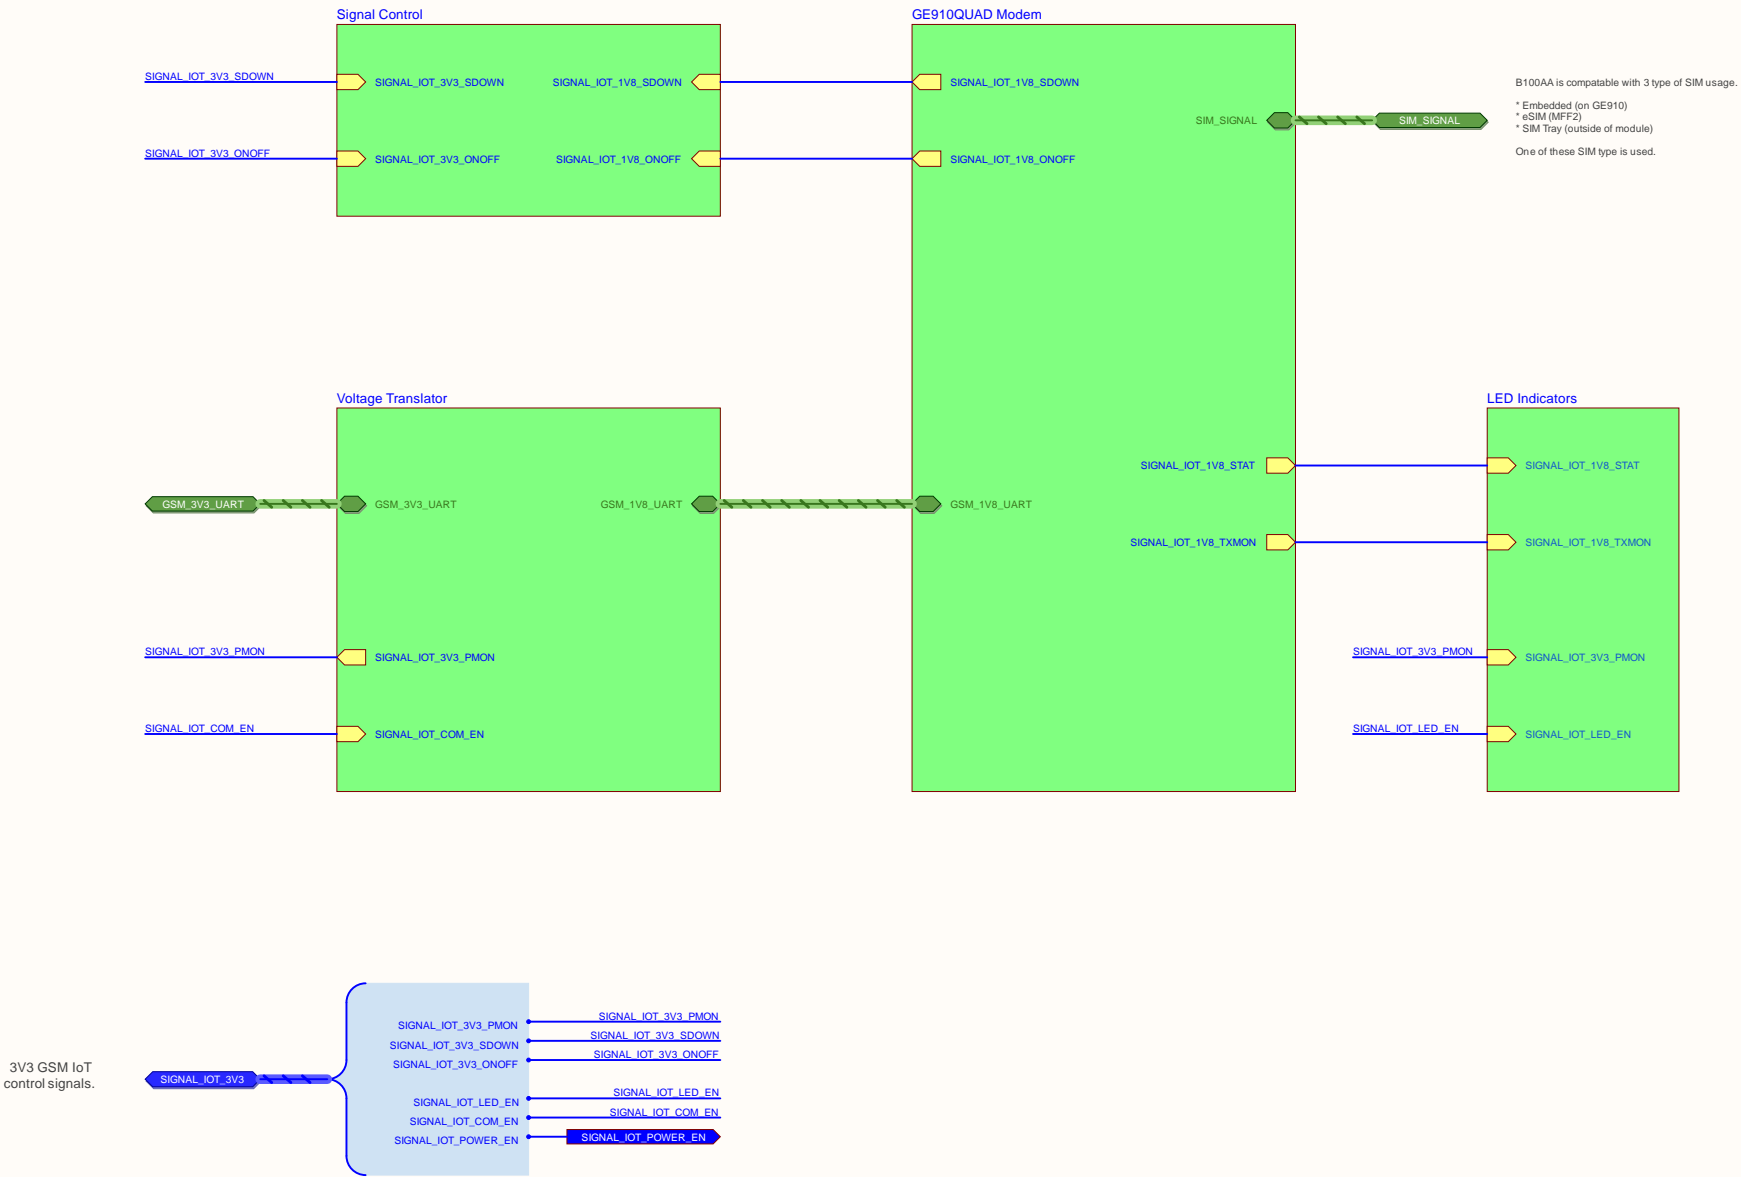 Signal Control
SIGNAL_IOT_3V3_SDOWN
SIGNAL_IOT_3V3_SDOWN
SIGNAL_IOT_1V8_SDOWN
SIGNAL_IOT_3V3_ONOFF
SIGNAL_IOT_3V3_ONOFF
SIGNAL_IOT_1V8_ONOFF
GE910QUAD Modem
SIGNAL_IOT_1V8_SDOWN
SIM_SIGNAL
SIM_SIGNAL
SIGNAL_IOT_1V8_ONOFF
B100AA is compatable with 3 type of SIM usage.
* Embedded (on GE910)
* eSIM (MFF2)
* SIM Tray (outside of module)
One of these SIM type is used.
Voltage Translator
GSM_3V3_UART
GSM_3V3_UART
GSM_1V8_UART
GSM_1V8_UART
SIGNAL_IOT_3V3_PMON
SIGNAL_IOT_3V3_PMON
SIGNAL_IOT_COM_EN
SIGNAL_IOT_COM_EN
SIGNAL_IOT_1V8_STAT
SIGNAL_IOT_1V8_TXMON
LED Indicators
SIGNAL_IOT_1V8_STAT
SIGNAL_IOT_1V8_TXMON
SIGNAL_IOT_3V3_PMON
SIGNAL_IOT_3V3_PMON
SIGNAL_IOT_LED_EN
SIGNAL_IOT_LED_EN
3V3 GSM IoT
control signals.
SIGNAL_IOT_3V3
SIGNAL_IOT_3V3_PMON
SIGNAL_IOT_3V3_PMON
SIGNAL_IOT_3V3_SDOWN
SIGNAL_IOT_3V3_SDOWN
SIGNAL_IOT_3V3_ONOFF
SIGNAL_IOT_3V3_ONOFF
SIGNAL_IOT_LED_EN
SIGNAL_IOT_LED_EN
SIGNAL_IOT_COM_EN
SIGNAL_IOT_COM_EN
SIGNAL_IOT_POWER_EN
SIGNAL_IOT_POWER_EN